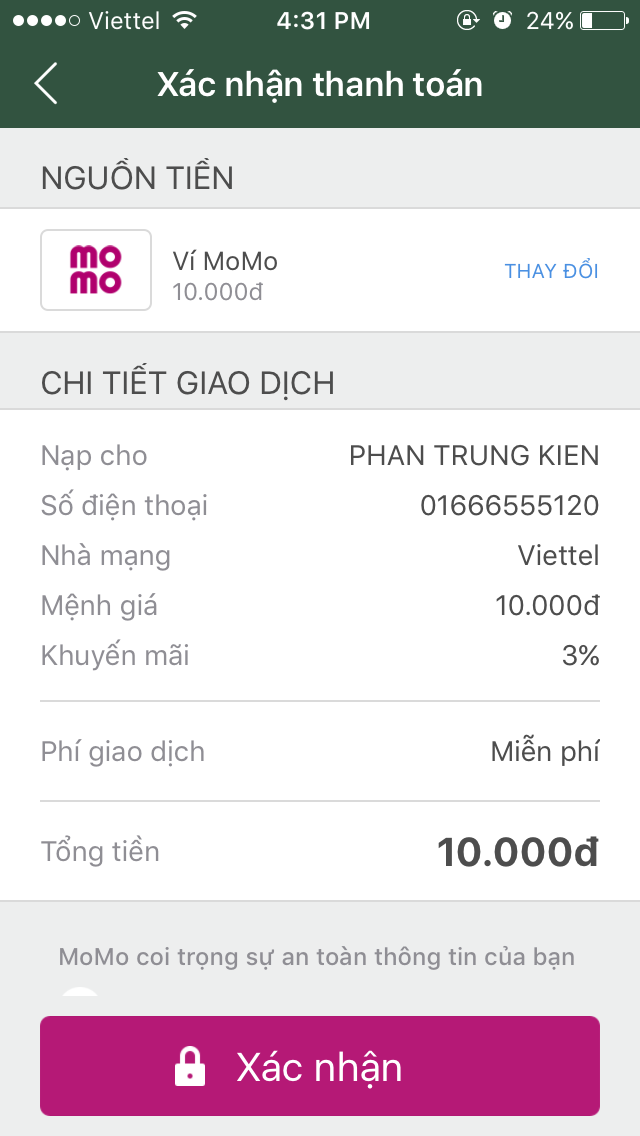 Viettel 4:31 PM 24%
Xác nhận thanh toán
NGUỒN TIỀN
mo
mo
Ví MoMo
10.000đ
THAY ĐỔI
CHI TIẾT GIAO DỊCH
Nạp cho PHAN TRUNG KIEN
Số điện thoại 01666555120
Nhà mạng Viettel
Mệnh giá 10.000đ
Khuyến mãi 3%
Phí giao dịch Miễn phí
Tổng tiền 10.000đ
MoMo coi trọng sự an toàn thông tin của bạn
Xác nhận